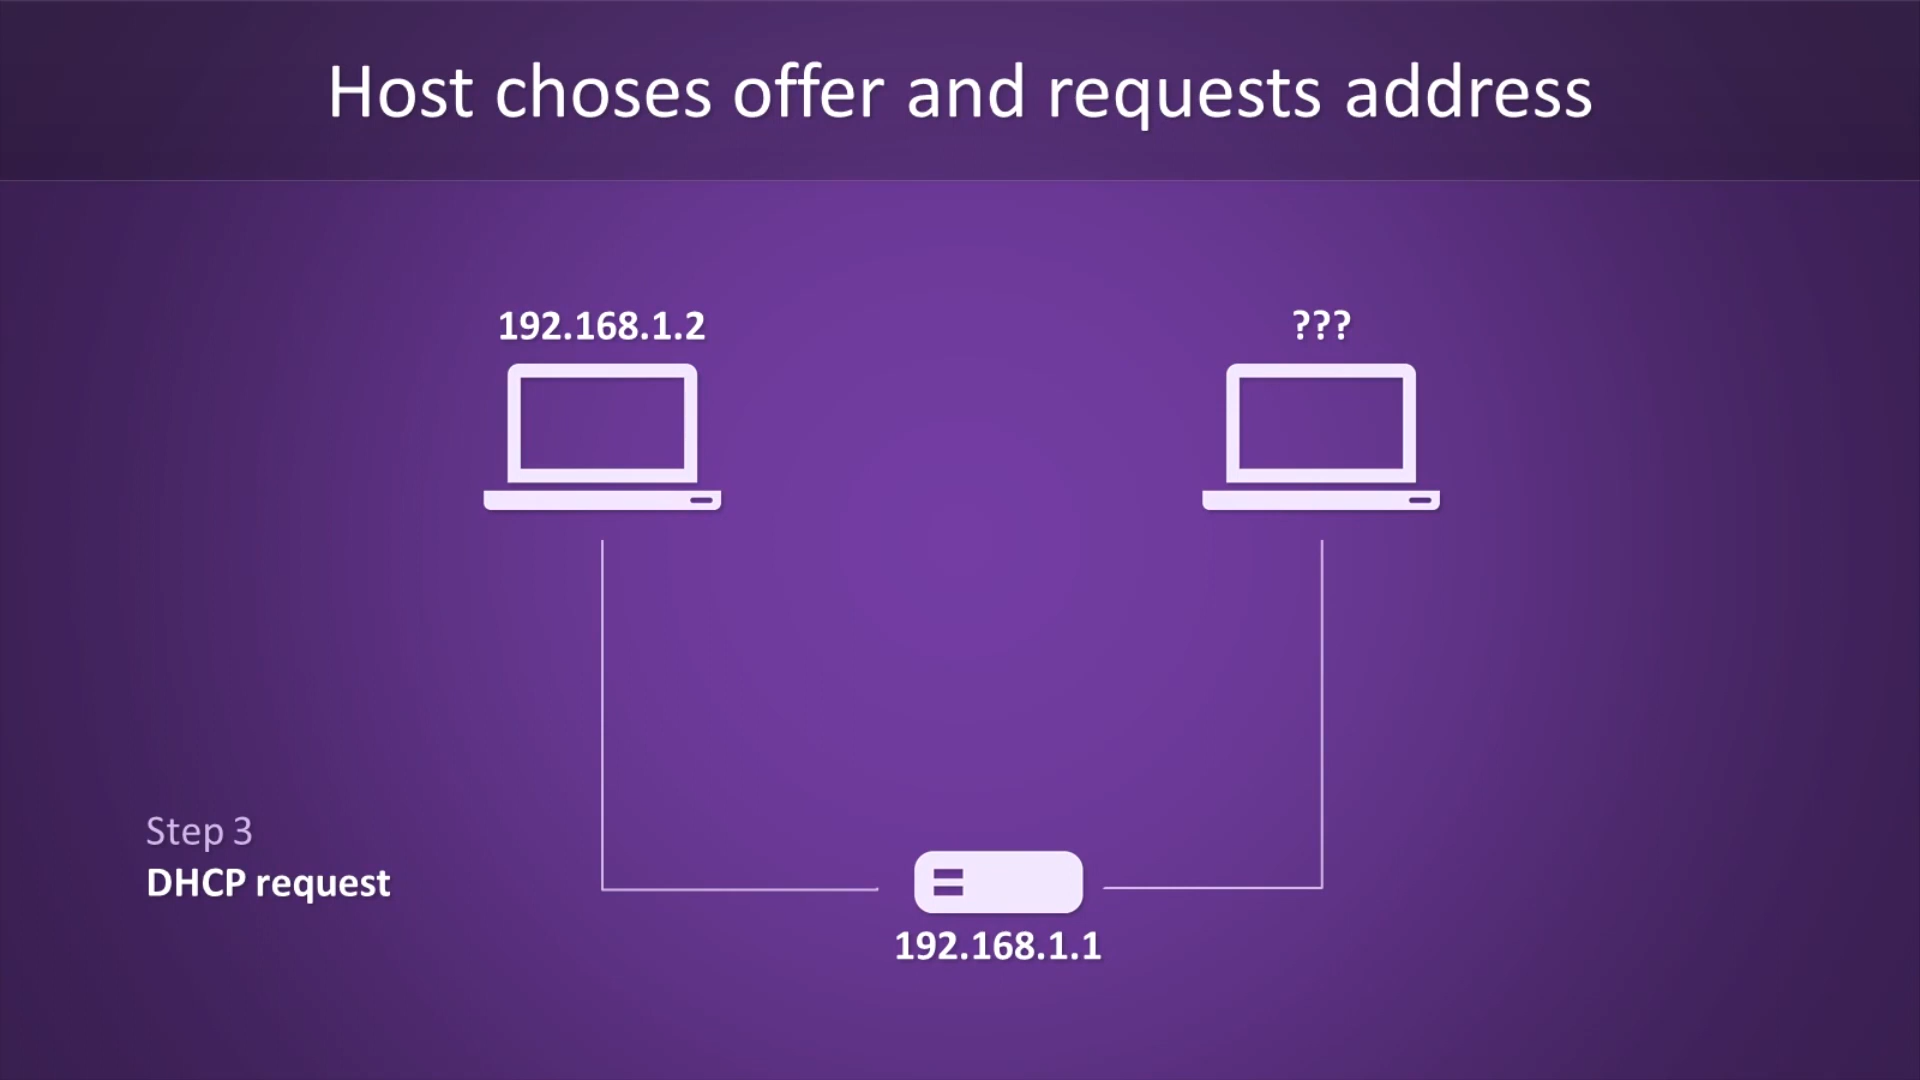 Host choses offer and requests address
192.168.1.2
???
Step 3
DHCP request
192.168.1.1